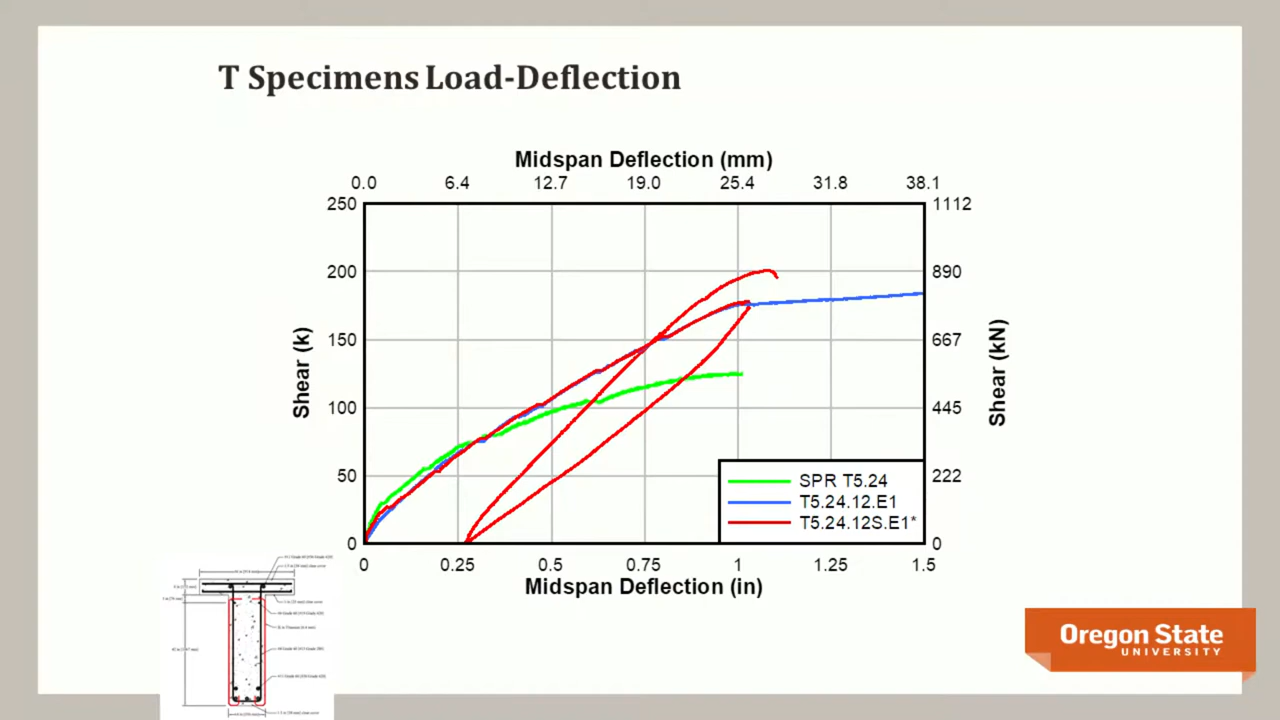 T Specimens Load-Deflection
Midspan Deflection (mm)
0.0 6.4 12.7 19.0 25.4 31.8 38.1
250 1112
200 890
150 667
100 445
50 222
0 0
Shear (k)
Shear (kN)
SPR T5.24
T5.24.12.E1
T5.24.12S.E1*
0 0.25 0.5 0.75 1 1.25 1.5
Midspan Deflection (in)
Oregon State
UNIVERSITY